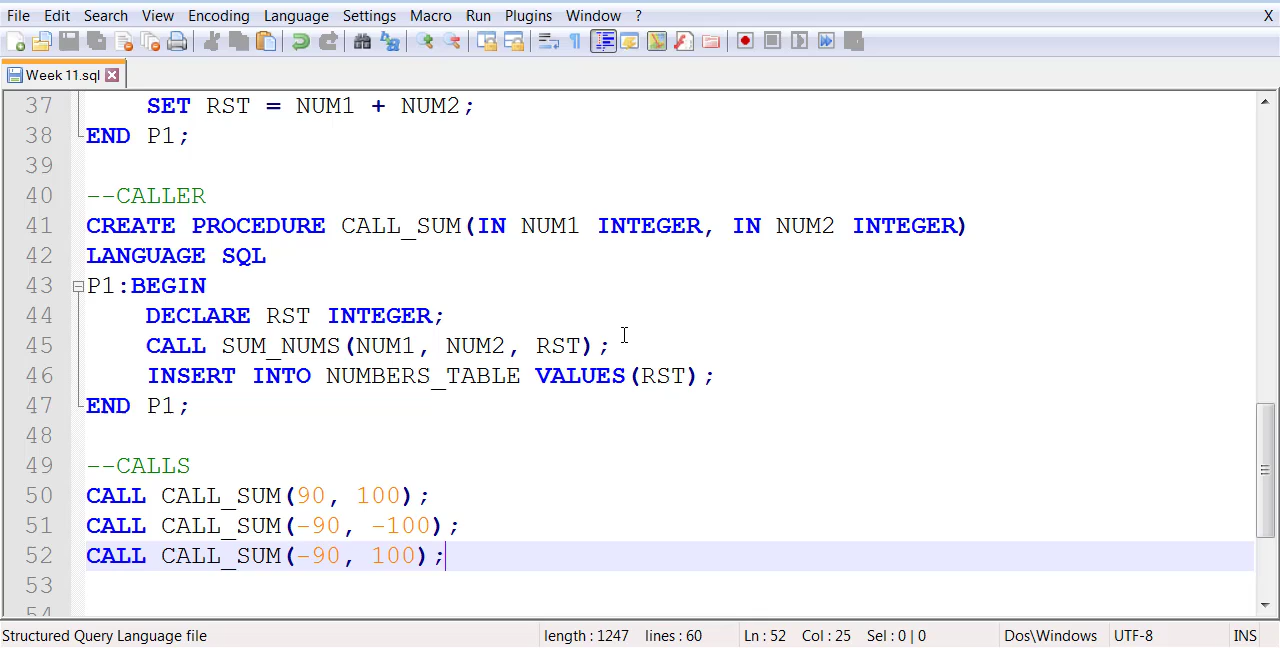 File Edit Search View Encoding Language Settings Macro Run Plugins Window ? X
Week 11.sql
37 SET RST = NUM1 + NUM2;
38 END P1;
39
40 --CALLER
41 CREATE PROCEDURE CALL_SUM(IN NUM1 INTEGER, IN NUM2 INTEGER)
42 LANGUAGE SQL
43 P1:BEGIN
44 DECLARE RST INTEGER;
45 CALL SUM_NUMS(NUM1, NUM2, RST);
46 INSERT INTO NUMBERS_TABLE VALUES(RST);
47 END P1;
48
49 --CALLS
50 CALL CALL_SUM(90, 100);
51 CALL CALL_SUM(-90, -100);
52 CALL CALL_SUM(-90, 100);
53
54
Structured Query Language file length : 1247 lines : 60 Ln : 52 Col : 25 Sel : 0 | 0 Dos\Windows UTF-8 INS